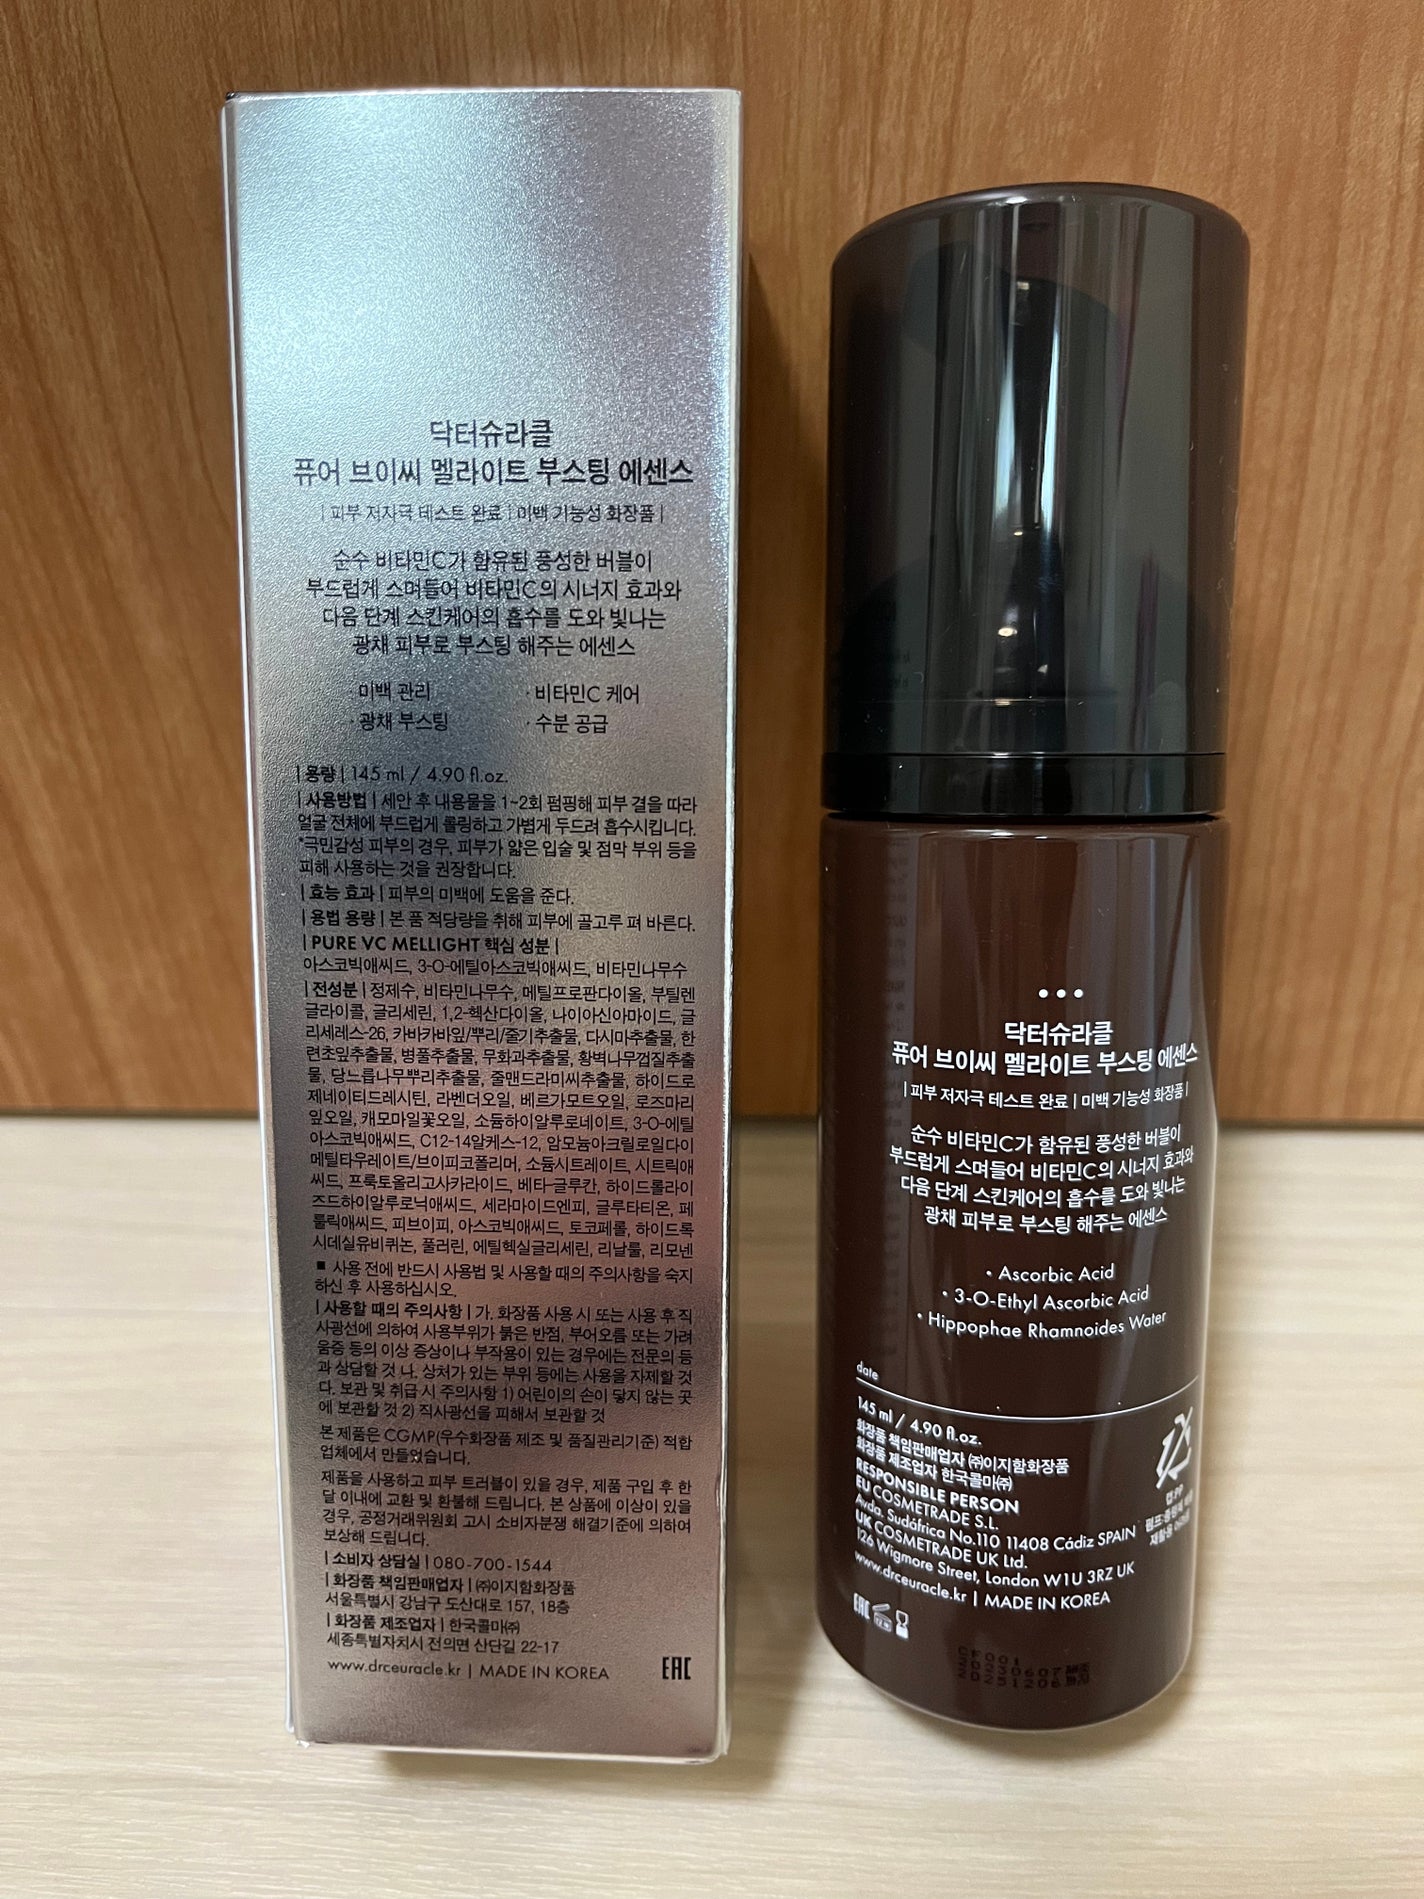 닥터슈라클
퓨어 브이씨 멜라이트 부스팅 에센스
| 피부 저자극 테스트 완료 | 미백 기능성 화장품 |
순수 비타민C가 함유된 풍성한 버블이
부드럽게 스며들어 비타민C의 시너지 효과와
다음 단계 스킨케어의 흡수를 도와 빛나는
광채 피부로 부스팅 해주는 에센스
· 미백 관리 · 비타민C 케어
· 광채 부스팅 · 수분 공급
| 용량 | 145 ml / 4.90 fl.oz.
| 사용방법 | 세안 후 내용물을 1~2회 펌핑해 피부 결을 따라
얼굴 전체에 부드럽게 롤링하고 가볍게 두드려 흡수시킵니다.
*극민감성 피부의 경우, 피부가 얇은 입술 및 점막 부위 등을
피해 사용하는 것을 권장합니다.
| 효능 효과 | 피부의 미백에 도움을 준다.
| 용법 용량 | 본 품 적당량을 취해 피부에 골고루 펴 바른다.
| PURE VC MELLIGHT 핵심 성분 |
아스코빅애씨드, 3-O-에틸아스코빅애씨드, 비타민나무수
| 전성분 | 정제수, 비타민나무수, 메틸프로판다이올, 부틸렌
글라이콜, 글리세린, 1,2-헥산다이올, 나이아신아마이드, 글
리세레스-26, 카바카바잎/뿌리/줄기추출물, 다시마추출물, 한
련초잎추출물, 병풀추출물, 무화과추출물, 황벽나무껍질추출
물, 당느릅나무뿌리추출물, 줄맨드라미씨추출물, 하이드로
제네이티드레시틴, 라벤더오일, 베르가모트오일, 로즈마리
잎오일, 캐모마일꽃오일, 소듐하이알루로네이트, 3-O-에틸
아스코빅애씨드, C12-14알케스-12, 암모늄아크릴로일다이
메틸타우레이트/브이피코폴리머, 소듐시트레이트, 시트릭애
씨드, 프룩토올리고사카라이드, 베타-글루칸, 하이드롤라이
즈드하이알루로닉애씨드, 세라마이드엔피, 글루타티온, 페
룰릭애씨드, 피브이피, 아스코빅애씨드, 토코페롤, 하이드록
시데실유비퀴논, 풀러린, 에틸헥실글리세린, 리날룰, 리모넨
■ 사용 전에 반드시 사용법 및 사용할 때의 주의사항을 숙지
하신 후 사용하십시오.
| 사용할 때의 주의사항 | 가. 화장품 사용 시 또는 사용 후 직
사광선에 의하여 사용부위가 붉은 반점, 부어오름 또는 가려
움증 등의 이상 증상이나 부작용이 있는 경우에는 전문의 등
과 상담할 것 나. 상처가 있는 부위 등에는 사용을 자제할 것
다. 보관 및 취급 시 주의사항 1) 어린이의 손이 닿지 않는 곳
에 보관할 것 2) 직사광선을 피해서 보관할 것
본 제품은 CGMP(우수화장품 제조 및 품질관리기준) 적합
업체에서 만들었습니다.
제품을 사용하고 피부 트러블이 있을 경우, 제품 구입 후 한
달 이내에 교환 및 환불해 드립니다. 본 상품에 이상이 있을
경우, 공정거래위원회 고시 소비자분쟁 해결기준에 의하여
보상해 드립니다.
| 소비자 상담실 | 080-700-1544
| 화장품 책임판매업자 | ㈜이지함화장품
서울특별시 강남구 도산대로 157, 18층
| 화장품 제조업자 | 한국콜마㈜
세종특별자치시 전의면 산단길 22-17
www.drceuracle.kr | MADE IN KOREA EAC
닥터슈라클
퓨어 브이씨 멜라이트 부스팅 에센스
| 피부 저자극 테스트 완료 | 미백 기능성 화장품 |
순수 비타민C가 함유된 풍성한 버블이
부드럽게 스며들어 비타민C의 시너지 효과와
다음 단계 스킨케어의 흡수를 도와 빛나는
광채 피부로 부스팅 해주는 에센스
• Ascorbic Acid
• 3-O-Ethyl Ascorbic Acid
• Hippophae Rhamnoides Water
date
145 ml / 4.90 fl.oz.
화장품 책임판매업자 ㈜이지함화장품
화장품 제조업자 한국콜마㈜
RESPONSIBLE PERSON
EU COSMETRADE S.L.
Avda. Sudáfrica No.110 11408 Cádiz SPAIN
UK COSMETRADE UK Ltd.
126 Wigmore Street, London W1U 3RZ UK
www.drceuracle.kr | MADE IN KOREA
캡:PP
EAC
OF001
20230607 제조
20251206 까지